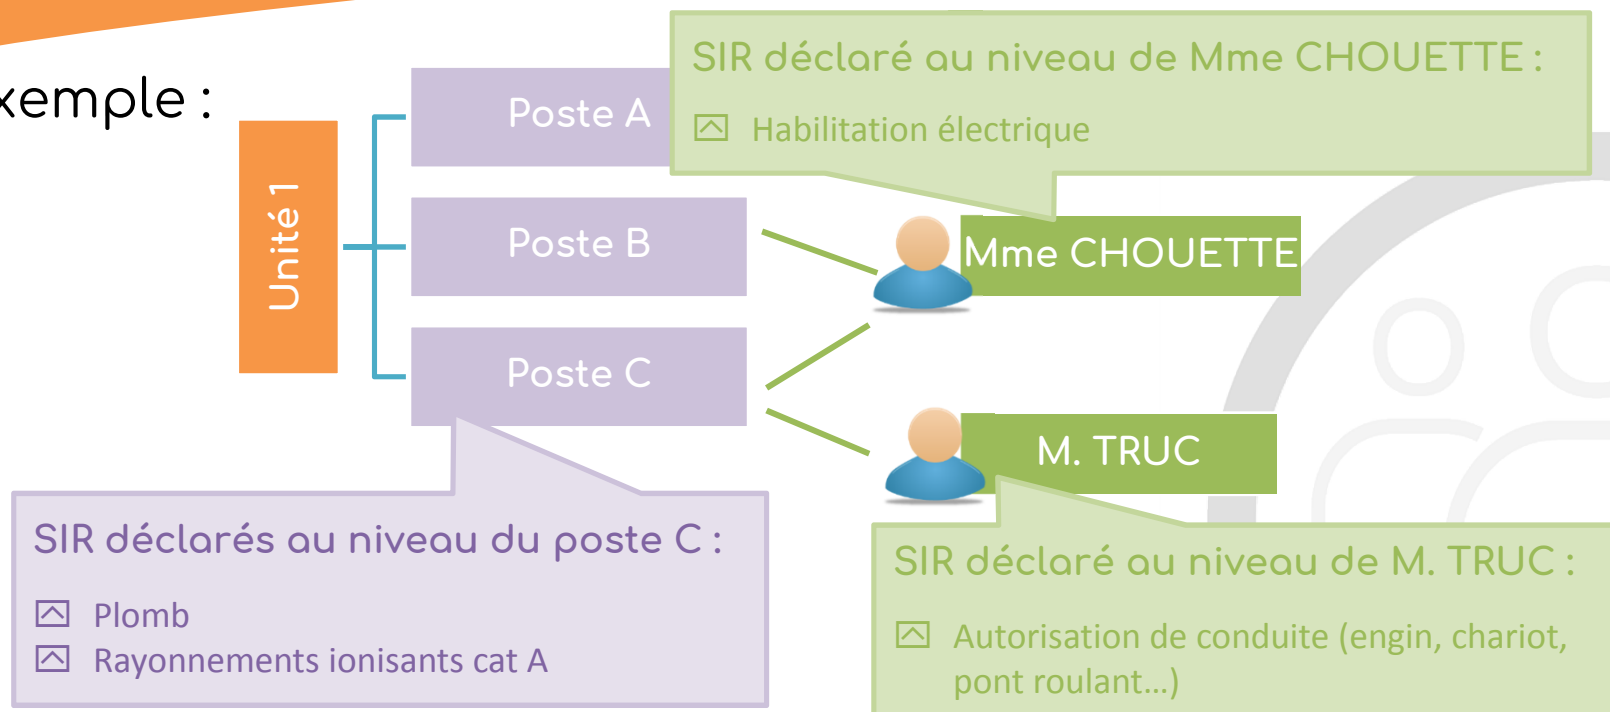 xemple :
Unité 1
Poste A
Poste B
Poste C
SIR déclaré au niveau de Mme CHOUETTE :
Habilitation électrique
Mme CHOUETTE
M. TRUC
SIR déclarés au niveau du poste C :
Plomb
Rayonnements ionisants cat A
SIR déclaré au niveau de M. TRUC :
Autorisation de conduite (engin, chariot,
pont roulant…)